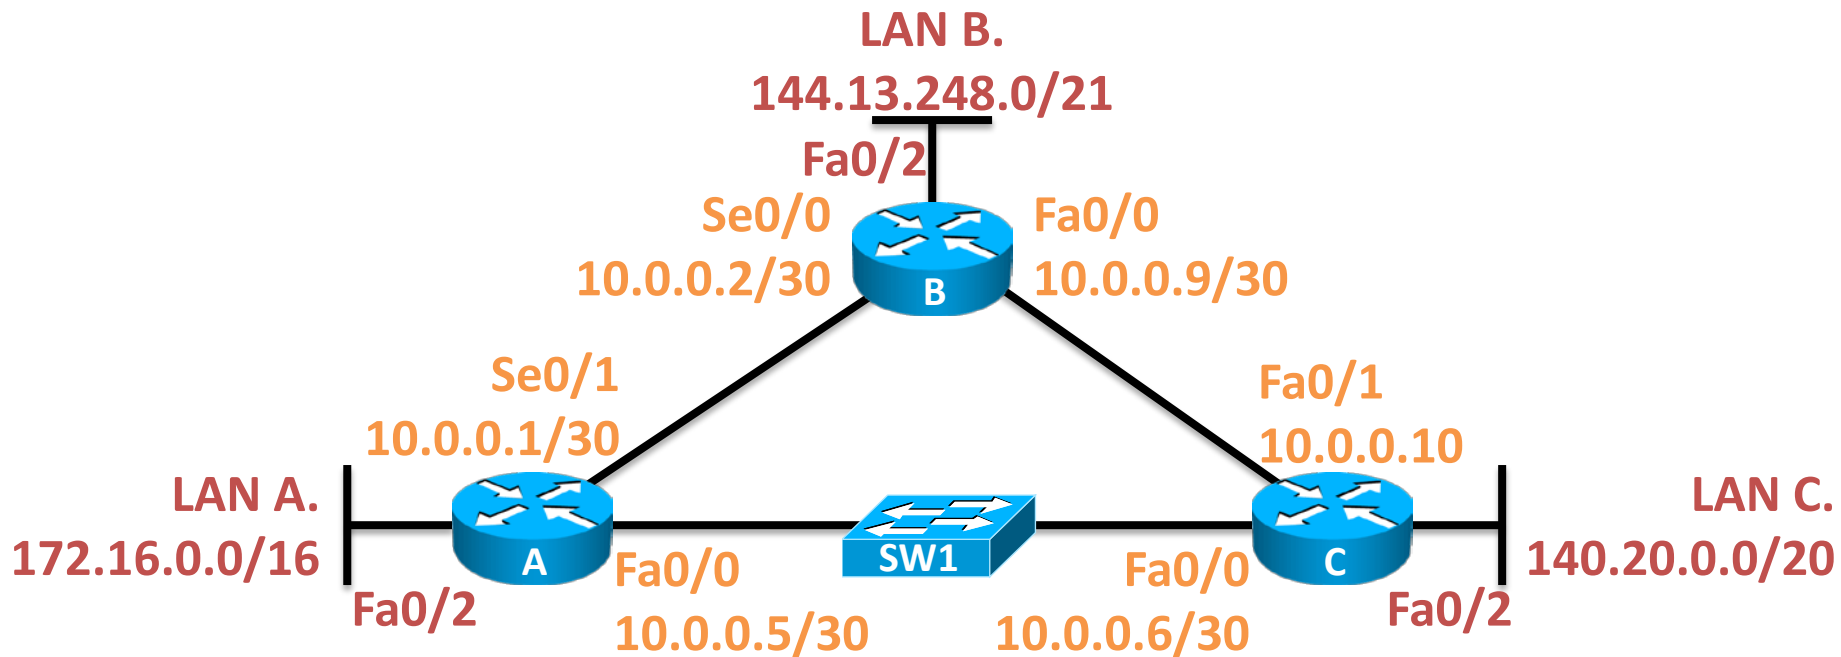 LAN B.
144.13.248.0/21
Fa0/2
Se0/0
10.0.0.2/30
Fa0/0
10.0.0.9/30
B
Se0/1
10.0.0.1/30
Fa0/1
10.0.0.10
LAN A.
172.16.0.0/16
Fa0/2
A
Fa0/0
10.0.0.5/30
SW1
Fa0/0
10.0.0.6/30
C
LAN C.
140.20.0.0/20
Fa0/2